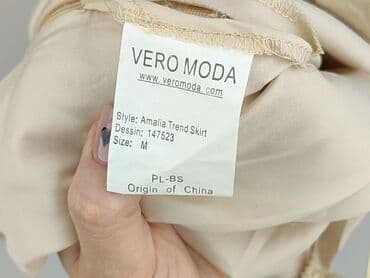 VERO MODA
www.veromoda.com
Style: Amalia Trend Skirt
Dessin: 147523
Size: M
PL-BS
Origin of China